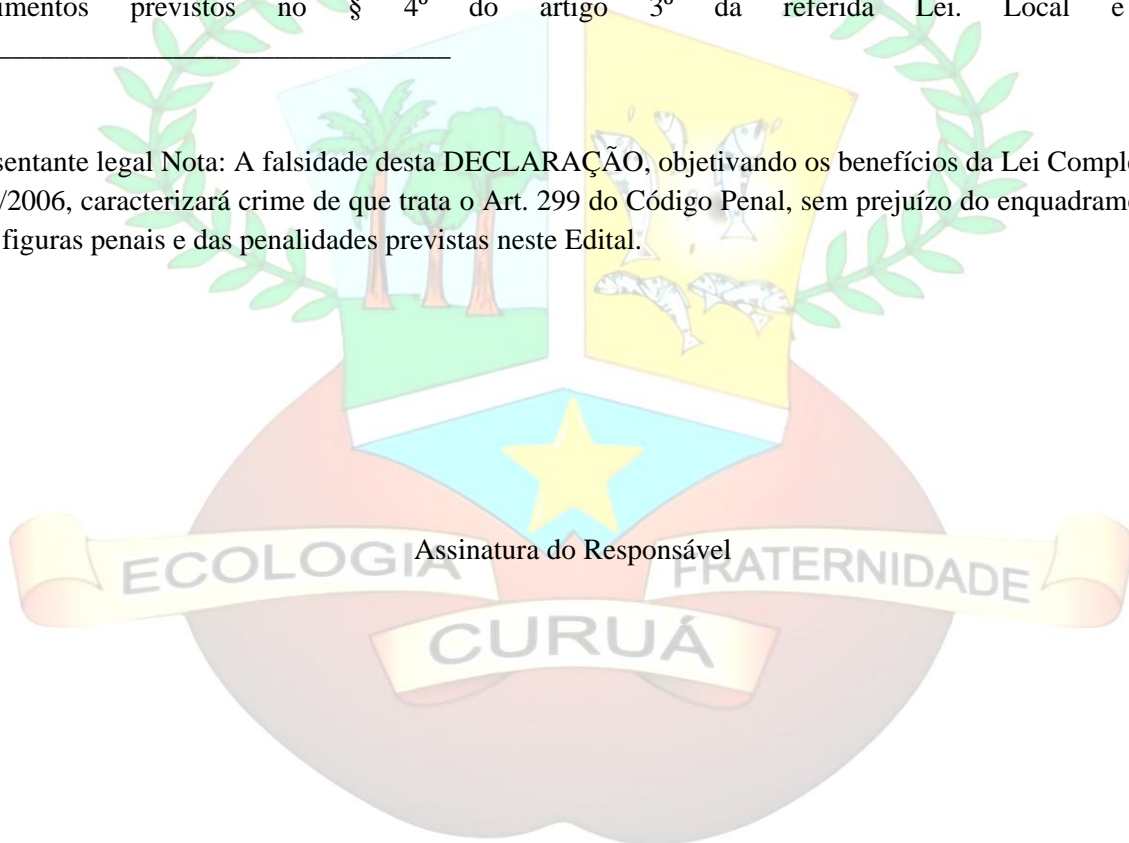 imentos previstos no § 4º do artigo 3º da referida Lei. Local e
_______________________________
sentante legal Nota: A falsidade desta DECLARAÇÃO, objetivando os benefícios da Lei Comple
/2006, caracterizará crime de que trata o Art. 299 do Código Penal, sem prejuízo do enquadrame
figuras penais e das penalidades previstas neste Edital.
Assinatura do Responsável
ECOLOGIA FRATERNIDADE
CURUÁ